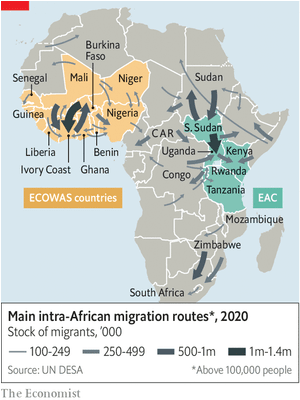 Burkina
Faso
Senegal
Mali
Niger
Sudan
Guinea
Nigeria
CAR
S. Sudan
Liberia
Benin
Uganda
Kenya
Ivory Coast
Ghana
Congo
Rwanda
Tanzania
ECOWAS countries
EAC
Mozambique
Zimbabwe
South Africa
Main intra-African migration routes*, 2020
Stock of migrants, ’000
100-249
250-499
500-1m
1m-1.4m
Source: UN DESA
*Above 100,000 people
The Economist